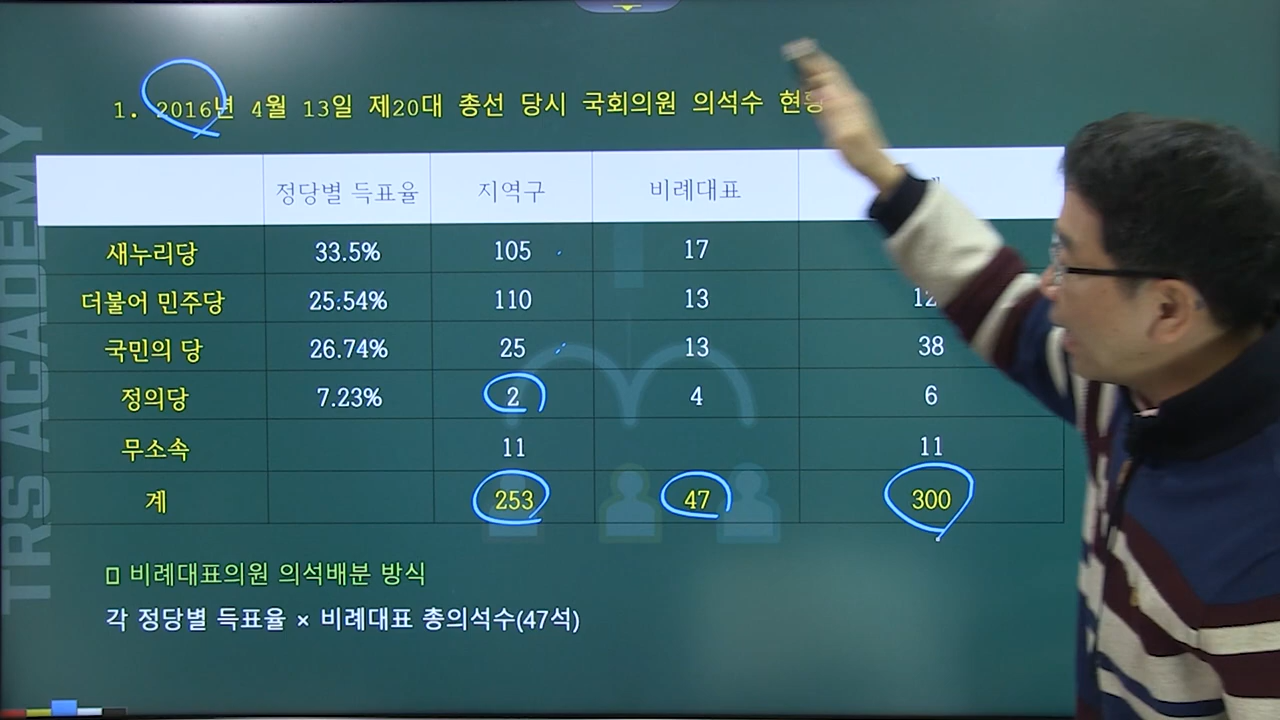 1. 2016년 4월 13일 제20대 총선 당시 국회의원 의석수
정당별 득표율 지역구 비례대표
새누리당 33.5% 105 17
더불어 민주당 25.54% 110 13
국민의 당 26.74% 25 13 38
정의당 7.23% 2 4 6
무소속 11 11
계 253 47 300
□ 비례대표의원 의석배분 방식
각 정당별 득표율 × 비례대표 총의석수(47석)
TRS ACADEMY